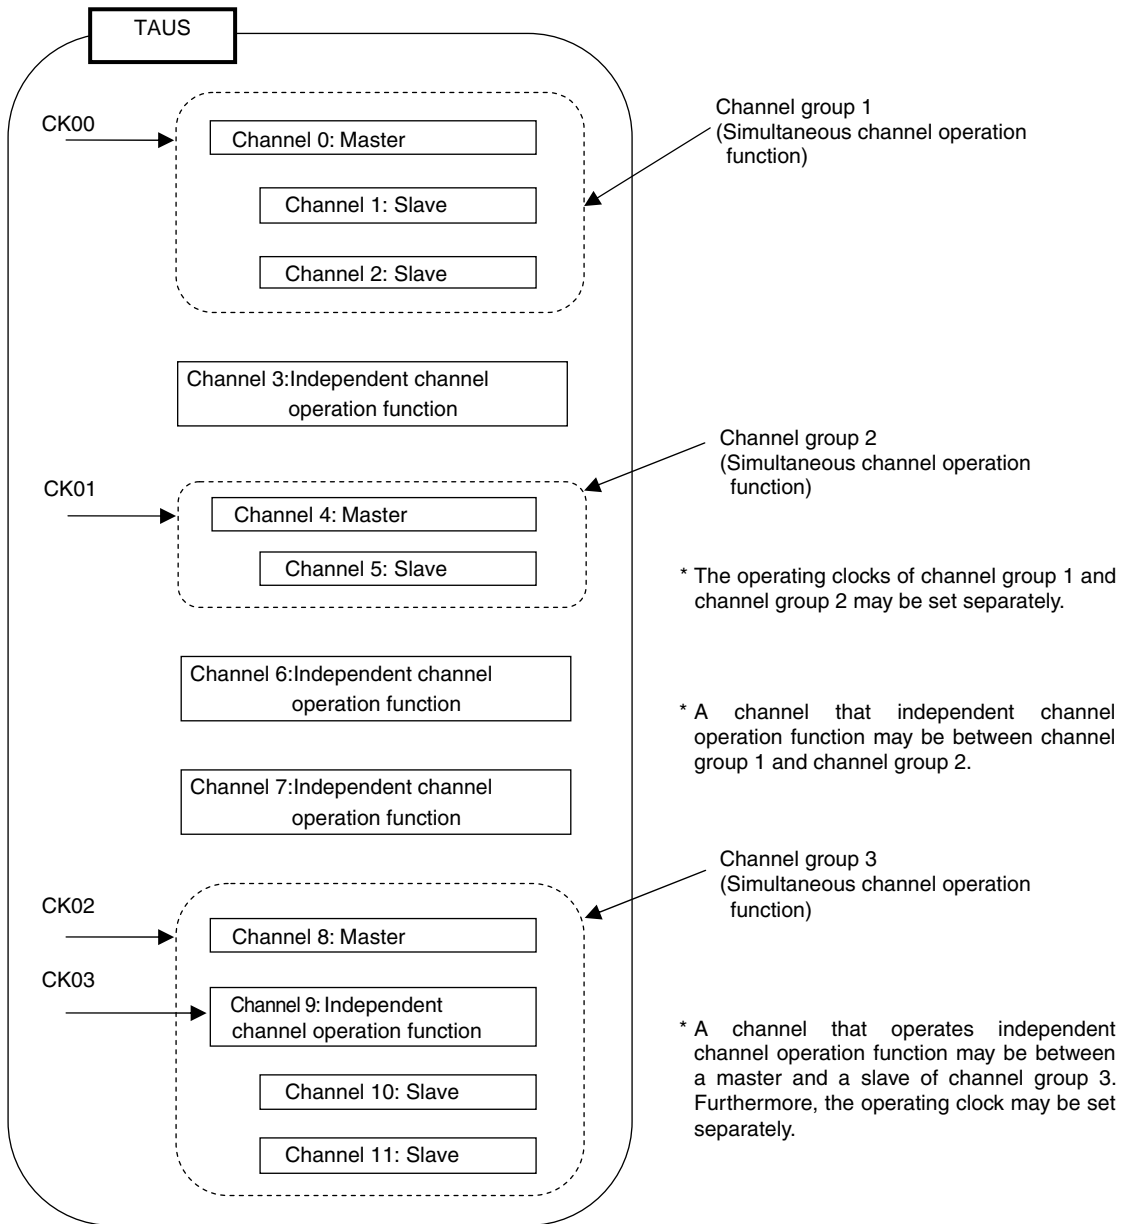 TAUS
CK00
Channel 0: Master
Channel 1: Slave
Channel 2: Slave
Channel group 1
(Simultaneous channel operation
function)
Channel 3:Independent channel
operation function
Channel group 2
(Simultaneous channel operation
function)
CK01
Channel 4: Master
Channel 5: Slave
* The operating clocks of channel group 1 and
channel group 2 may be set separately.
Channel 6:Independent channel
operation function
* A channel that independent channel
operation function may be between channel
group 1 and channel group 2.
Channel 7:Independent channel
operation function
Channel group 3
(Simultaneous channel operation
function)
CK02
Channel 8: Master
CK03
Channel 9: Independent
channel operation function
Channel 10: Slave
Channel 11: Slave
* A channel that operates independent
channel operation function may be between
a master and a slave of channel group 3.
Furthermore, the operating clock may be set
separately.